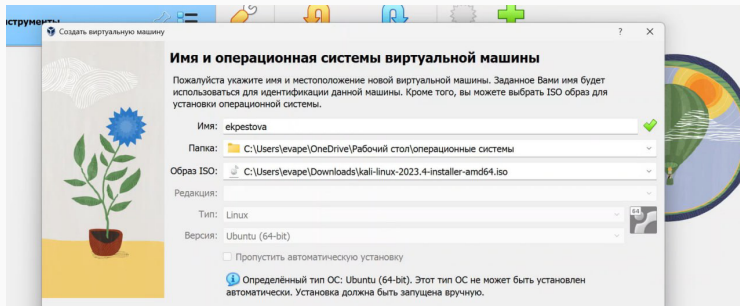 струменты
Создать виртуальную машину
Имя и операционная системы виртуальной машины
Пожалуйста укажите имя и местоположение новой виртуальной машины. Заданное Вами имя будет
использоваться для идентификации данной машины. Кроме того, вы можете выбрать ISO образ для
установки операционной системы.
Имя: ekpestova
Папка: C:\Users\evape\OneDrive\Рабочий стол\операционные системы
Образ ISO: C:\Users\evape\Downloads\kali-linux-2023.4-installer-amd64.iso
Редакция:
Тип: Linux
64
Версия: Ubuntu (64-bit)
Пропустить автоматическую установку
Определённый тип ОС: Ubuntu (64-bit). Этот тип ОС не может быть установлен
автоматически. Установка должна быть запущена вручную.